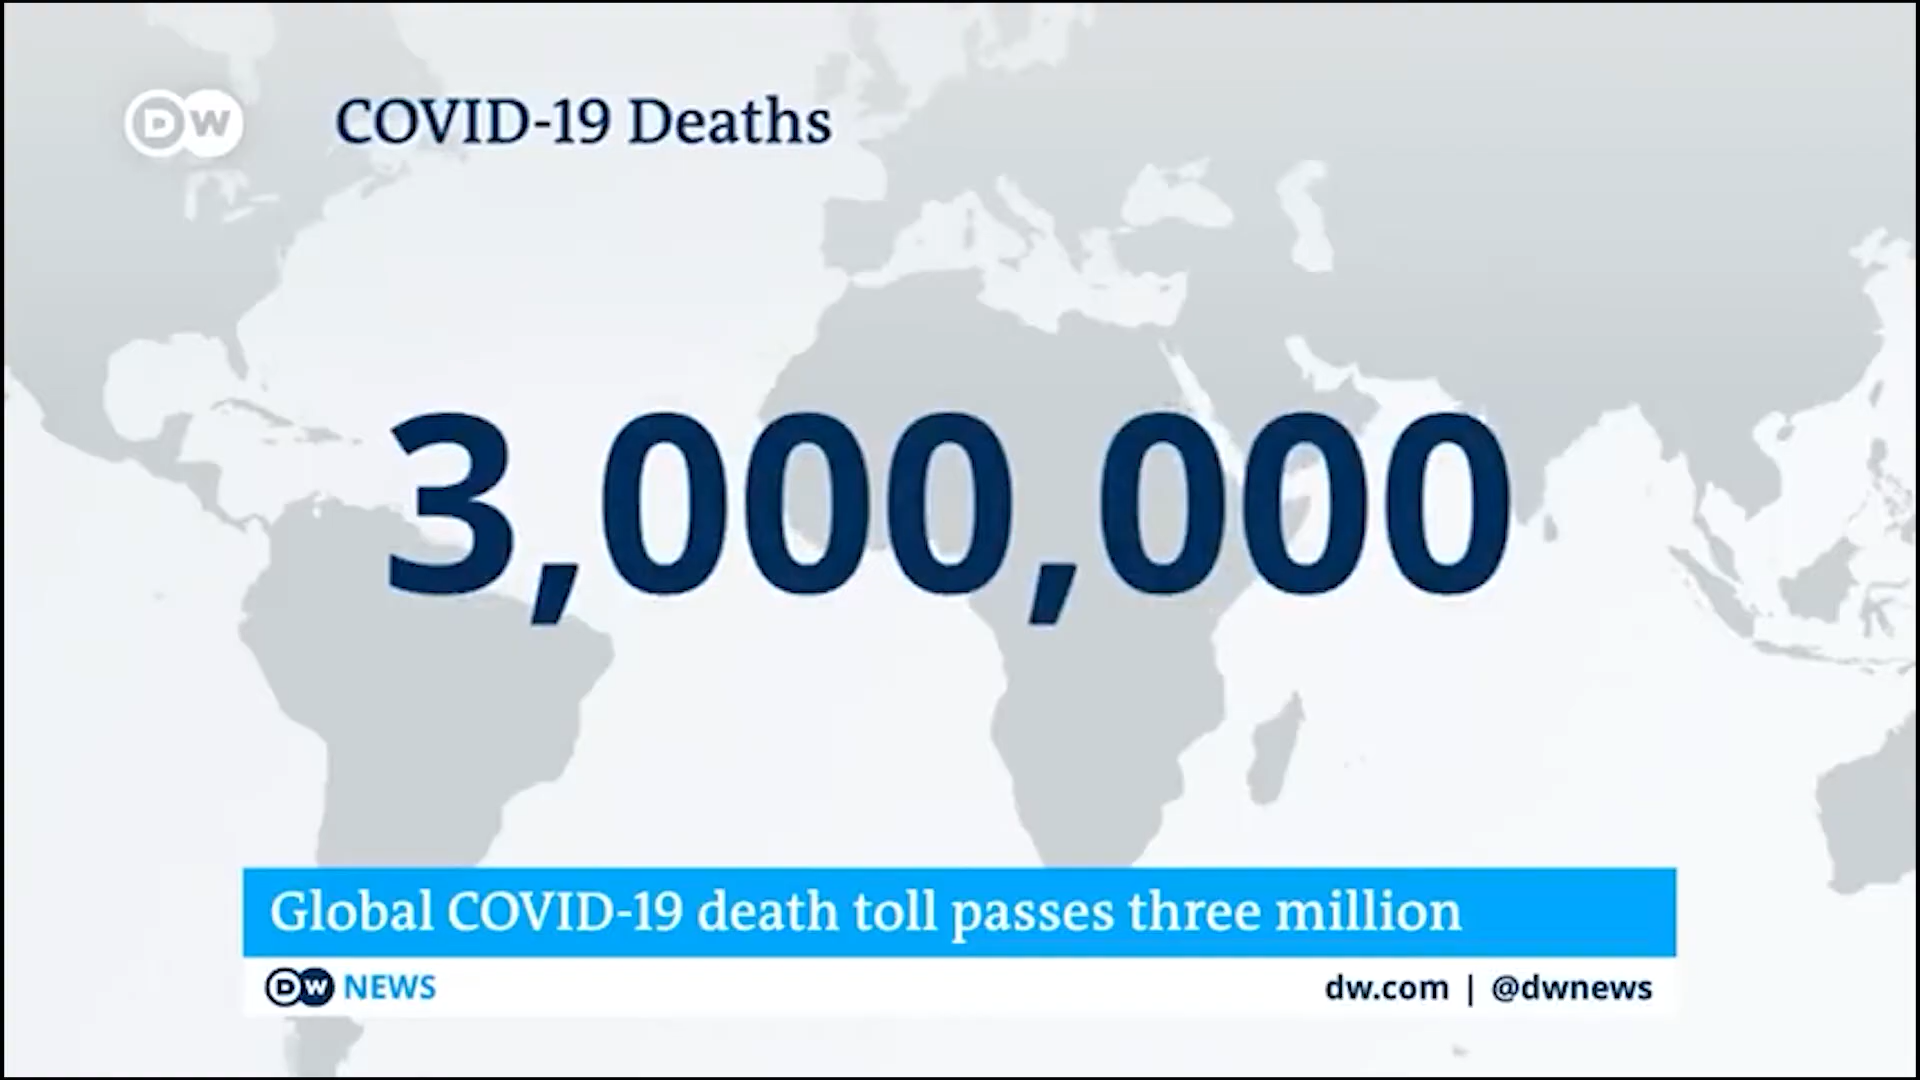 DW
COVID-19 Deaths
3,000,000
Global COVID-19 death toll passes three million
DW NEWS
dw.com | @dwnews